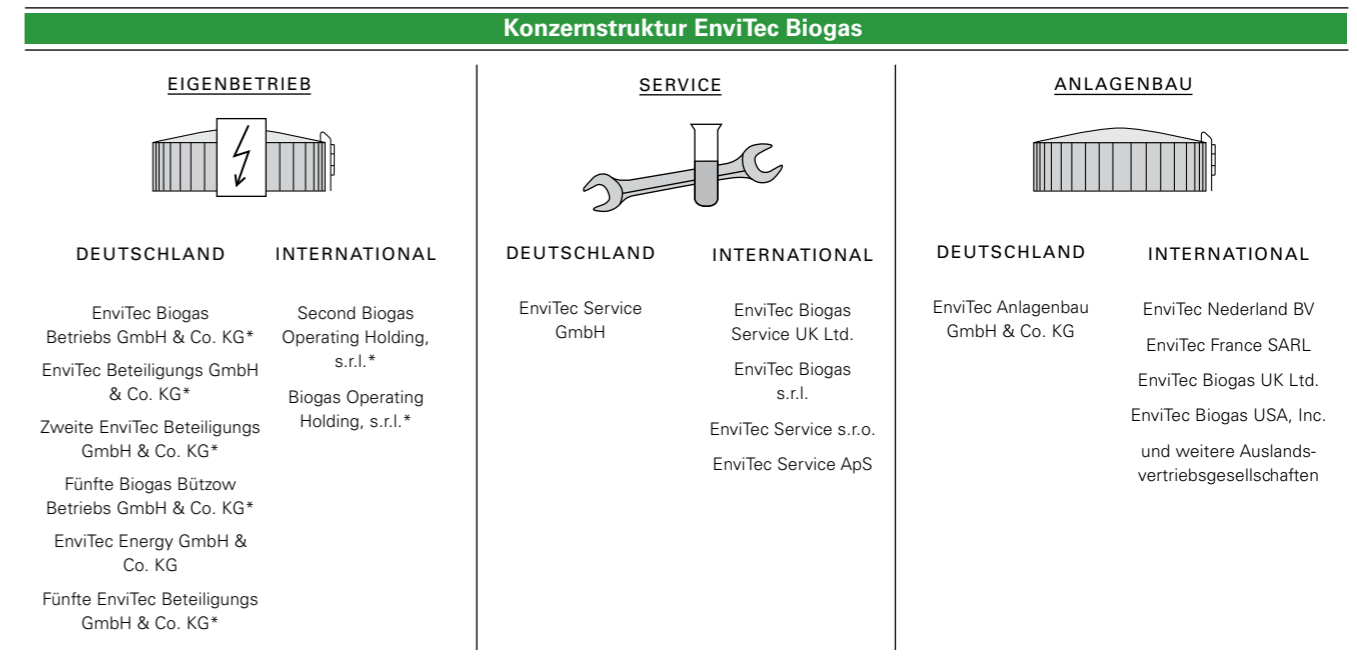 Konzernstruktur EnviTec Biogas
EIGENBETRIEB
DEUTSCHLAND
EnviTec Biogas
Betriebs GmbH & Co. KG*
EnviTec Beteiligungs GmbH
& Co. KG*
Zweite EnviTec Beteiligungs
GmbH & Co. KG*
Fünfte Biogas Bützow
Betriebs GmbH & Co. KG*
EnviTec Energy GmbH &
Co. KG
Fünfte EnviTec Beteiligungs
GmbH & Co. KG*
INTERNATIONAL
Second Biogas
Operating Holding,
s.r.l.*
Biogas Operating
Holding, s.r.l.*
SERVICE
DEUTSCHLAND
EnviTec Service
GmbH
INTERNATIONAL
EnviTec Biogas
Service UK Ltd.
EnviTec Biogas
s.r.l.
EnviTec Service s.r.o.
EnviTec Service ApS
ANLAGENBAU
DEUTSCHLAND
EnviTec Anlagenbau
GmbH & Co. KG
INTERNATIONAL
EnviTec Nederland BV
EnviTec France SARL
EnviTec Biogas UK Ltd.
EnviTec Biogas USA, Inc.
und weitere Auslands-
vertriebsgesellschaften